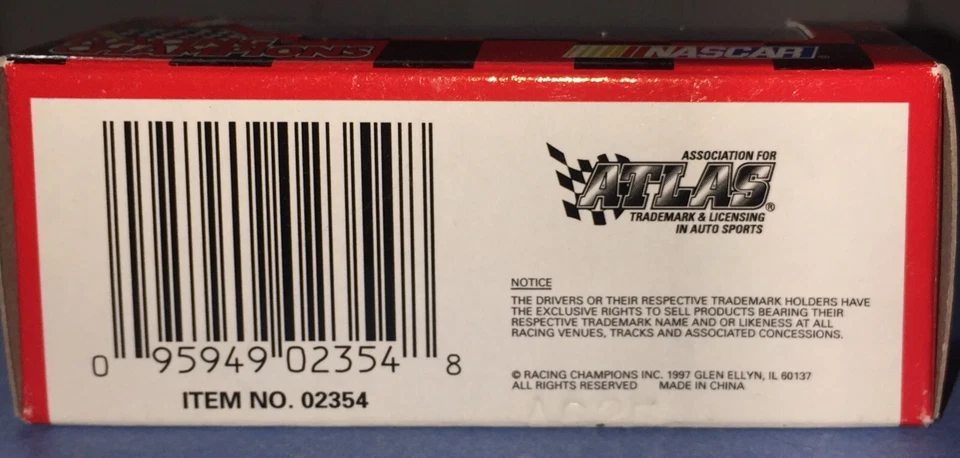 CHAMPIONS
NASCAR
0 95949 02354 8
ITEM NO. 02354
ASSOCIATION FOR
ATLAS®
TRADEMARK & LICENSING
IN AUTO SPORTS
NOTICE
THE DRIVERS OR THEIR RESPECTIVE TRADEMARK HOLDERS HAVE
THE EXCLUSIVE RIGHTS TO SELL PRODUCTS BEARING THEIR
RESPECTIVE TRADEMARK NAME AND OR LIKENESS AT ALL
RACING VENUES, TRACKS AND ASSOCIATED CONCESSIONS.
© RACING CHAMPIONS INC. 1997 GLEN ELLYN, IL 60137
ALL RIGHTS RESERVED MADE IN CHINA